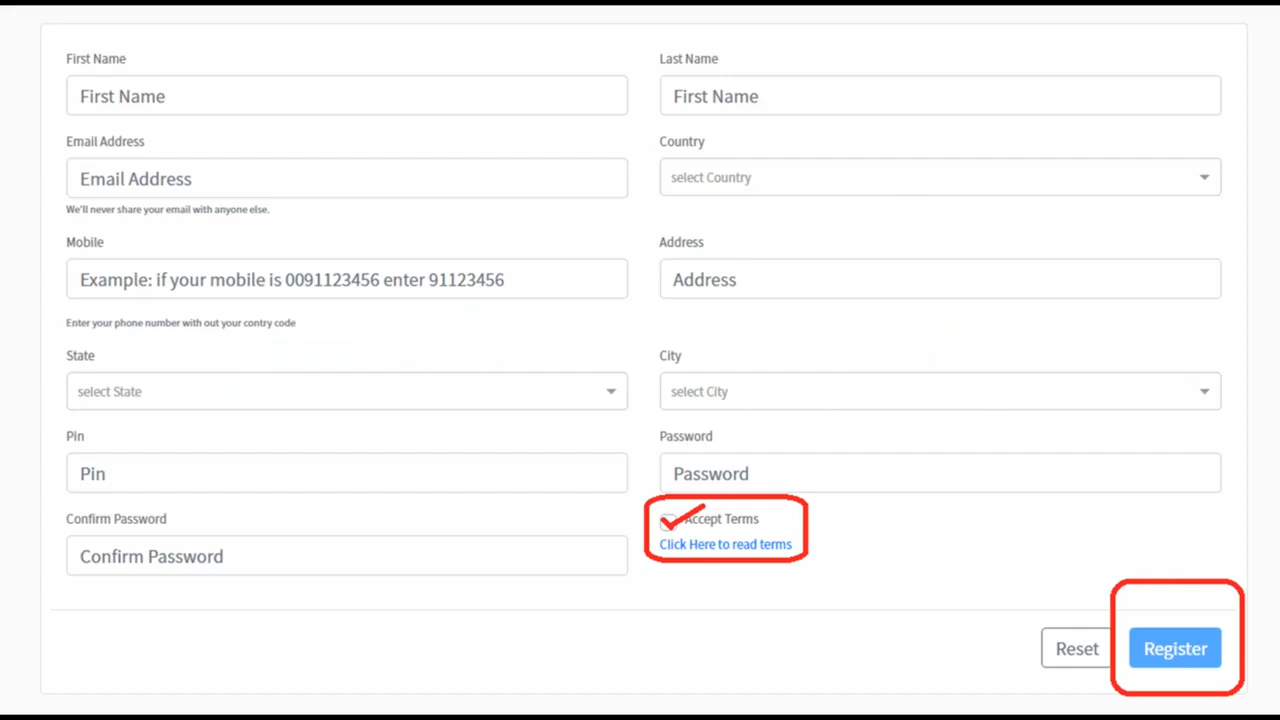 First Name
Last Name
First Name
First Name
Email Address
Country
Email Address
select Country
We'll never share your email with anyone else.
Mobile
Address
Example: if your mobile is 0091123456 enter 91123456
Address
Enter your phone number with out your contry code
State
City
select State
select City
Pin
Password
Pin
Password
Confirm Password
Accept Terms
Click Here to read terms
Confirm Password
Reset
Register